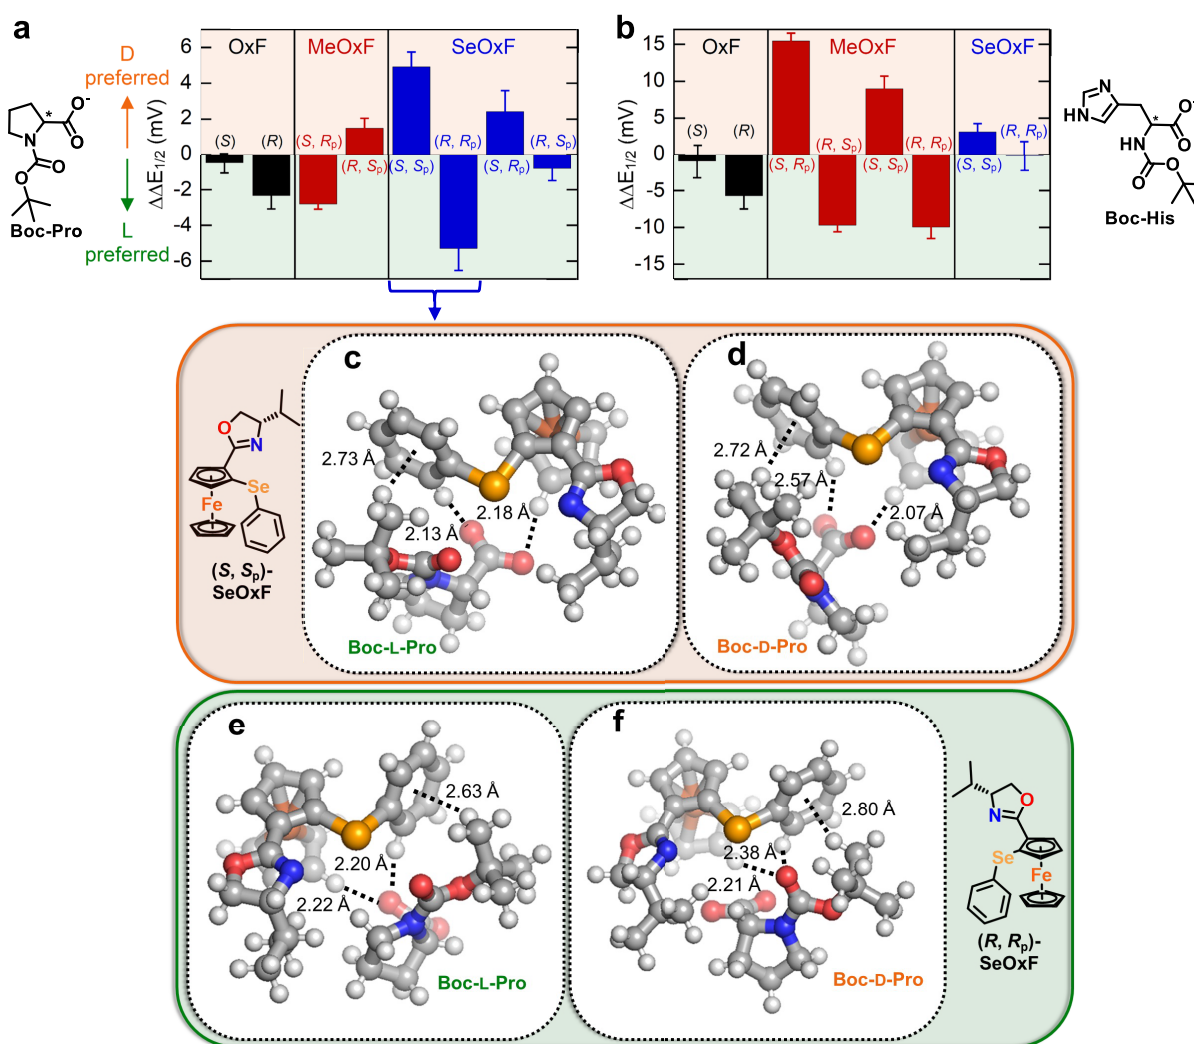 a
D
preferred
L
preferred
*
O-
O
N
O
O
Boc-Pro
ΔΔE1/2 (mV)
6
4
2
0
-2
-4
-6
OxF
MeOxF
SeOxF
(S)
(R)
(S, Rp)
(R, Sp)
(S, Sp)
(R, Rp)
(S, Rp)
(R, Sp)
b
ΔΔE1/2 (mV)
15
10
5
0
-5
-10
-15
OxF
MeOxF
SeOxF
(S)
(R)
(S, Rp)
(R, Sp)
(S, Sp)
(R, Rp)
(S, Sp)
(R, Rp)
N
HN
*
O-
O
HN
O
O
Boc-His
O
N
Se
Fe
(S, Sp)-
SeOxF
c
2.73 Å
2.18 Å
2.13 Å
Boc-L-Pro
d
2.72 Å
2.57 Å
2.07 Å
Boc-D-Pro
e
2.63 Å
2.20 Å
2.22 Å
Boc-L-Pro
f
2.80 Å
2.38 Å
2.21 Å
Boc-D-Pro
O
N
Se
Fe
(R, Rp)-
SeOxF